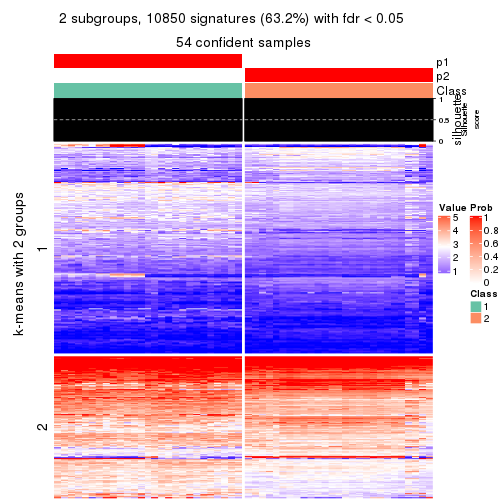 2 subgroups, 10850 signatures (63.2%) with fdr < 0.05
54 confident samples
p1
p2
Class
silhouette
1
0.5
0
Silhouette
score
k-means with 2 groups
1
2
Value
5
4
3
2
1
Prob
1
0.8
0.6
0.4
0.2
0
Class
1
2